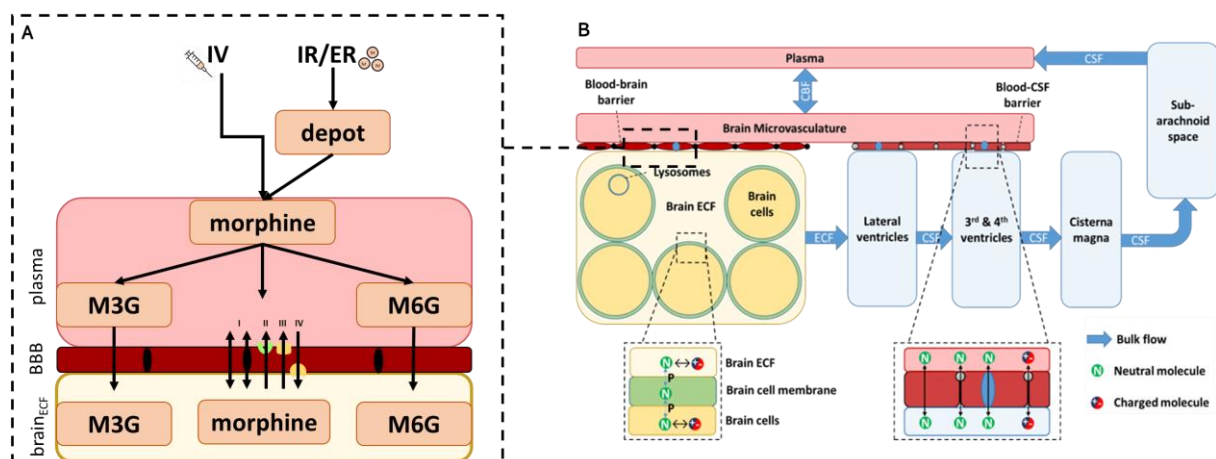 A
IV
IR/ER
M
M
M
depot
morphine
plasma
M3G
M6G
I
II
III
IV
BBB
brainECF
M3G
morphine
M6G
B
Plasma
CSF
Blood-brain
barrier
CBF
Blood-CSF
barrier
Brain Microvasculature
Sub-
arachnoid
space
Lysosomes
Brain ECF
Brain
cells
ECF
Lateral
ventricles
CSF
3rd & 4th
ventricles
CSF
Cisterna
magna
CSF
N
Brain ECF
P
N
Brain cell membrane
P
N
Brain cells
N
N
N
N
N
N
Bulk flow
N
Neutral molecule
Charged molecule